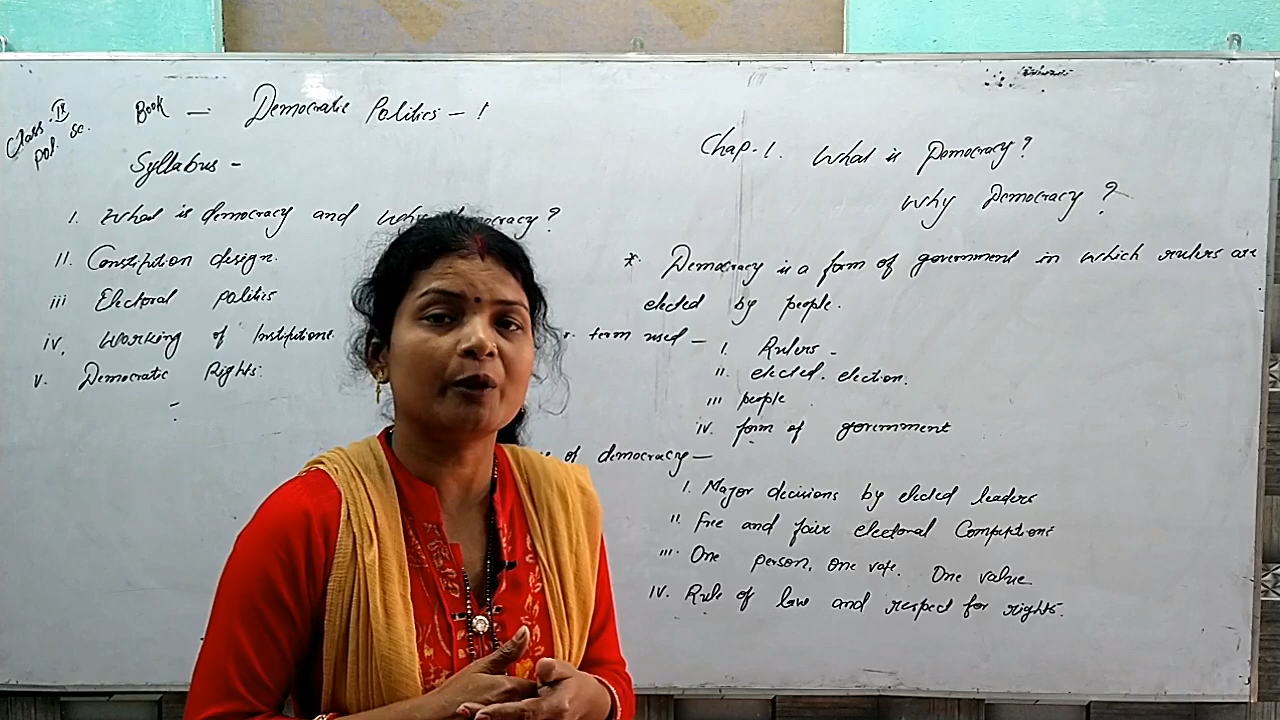 Class - IX
Pol. Sc.
Book — Democratic Politics - 1
Syllabus -
I. What is democracy and Why democracy?
II. Constitution design.
iii Electoral politics
iv. Working of Institutions.
v. Democratic Rights.
Chap. 1. What is Democracy?
Why Democracy?
* Democracy is a form of government in which rulers are
elected by people.
term used -
I. Rulers -
ii. elected. election.
iii people
iv. form of government
of democracy -
I. Major decisions by elected leaders
ii. Free and fair electoral Competitions
iii. One person, one vote. One value
iv. Rule of law and respect for rights.